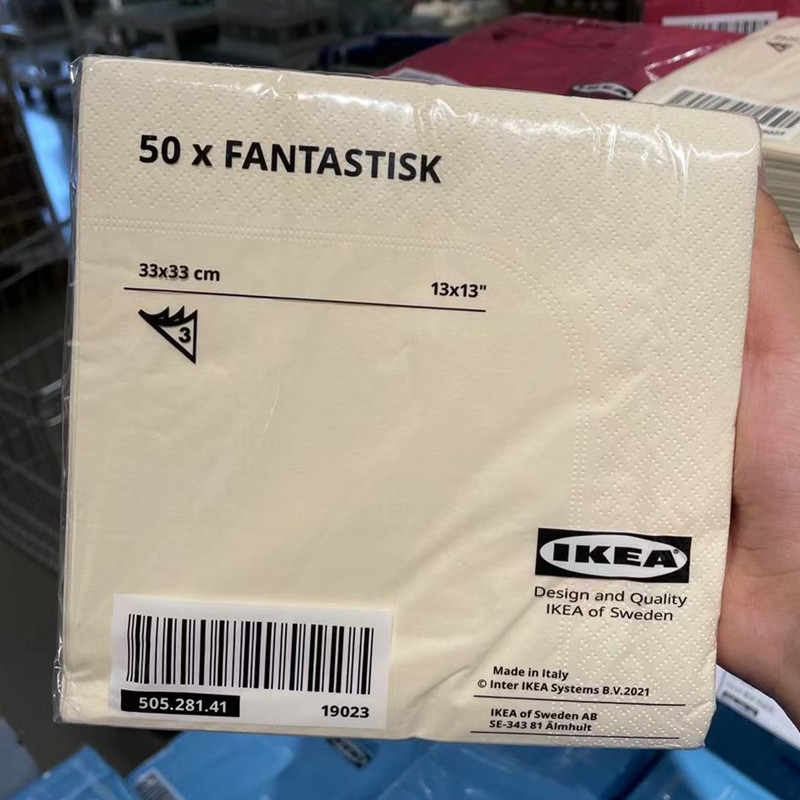 50 x FANTASTISK
33x33 cm
13x13"
3
IKEA®
Design and Quality
IKEA of Sweden
Made in Italy
© Inter IKEA Systems B.V.2021
IKEA of Sweden AB
SE-343 81 Älmhult
505.281.41
19023
IKEA